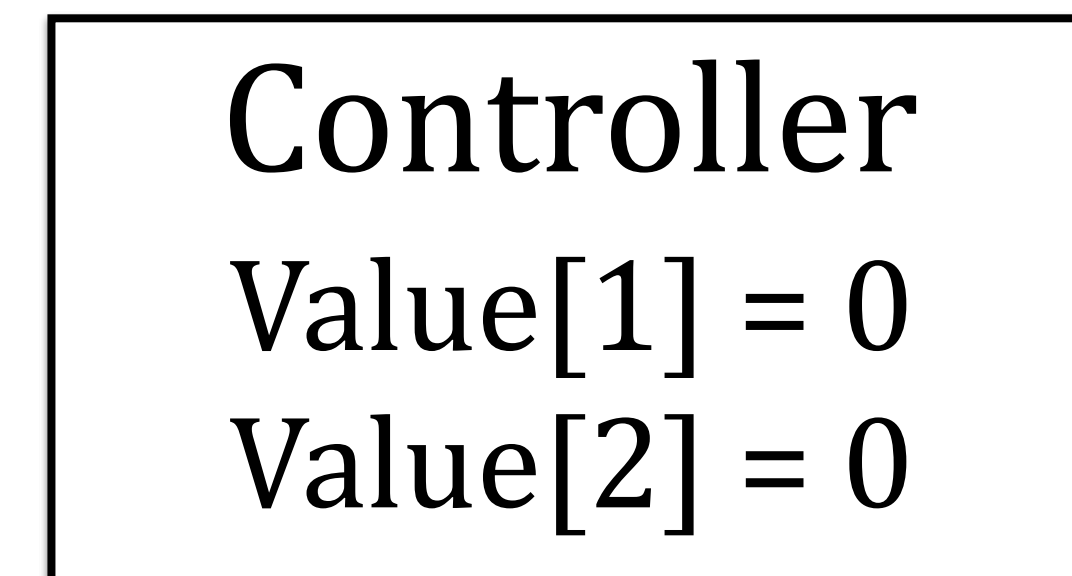 Controller
Value[1] = 0
Value[2] = 0